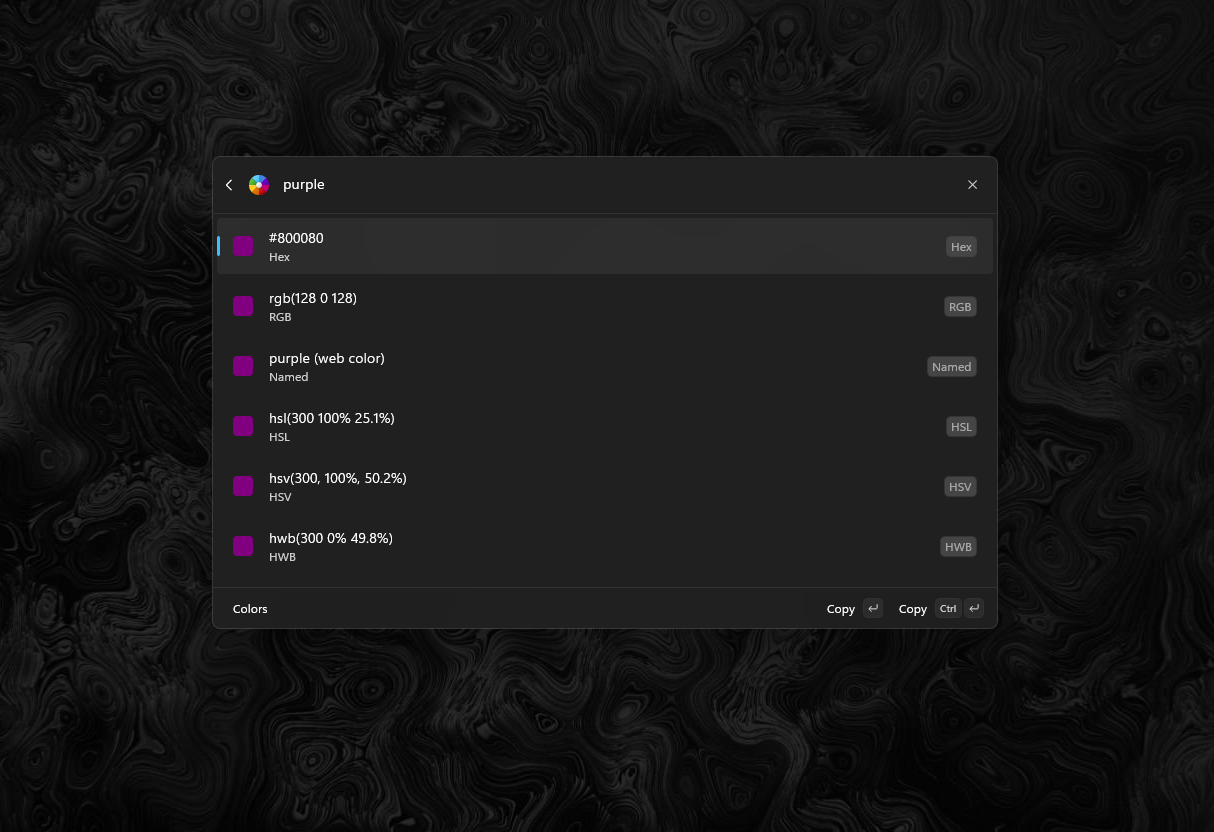 purple
#800080
Hex
Hex
rgb(128 0 128)
RGB
RGB
purple (web color)
Named
Named
hsl(300 100% 25.1%)
HSL
HSL
hsv(300, 100%, 50.2%)
HSV
HSV
hwb(300 0% 49.8%)
HWB
HWB
Colors
Copy
Copy Ctrl